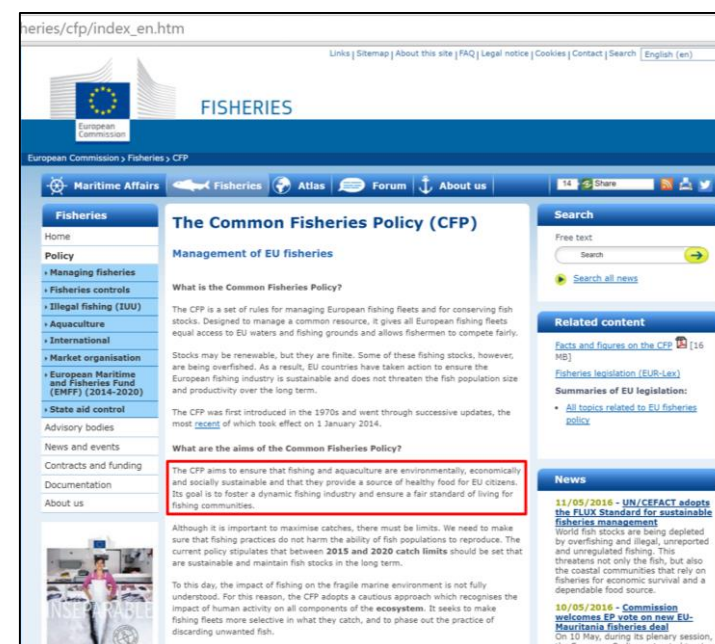 heries/cfp/index_en.htm
Links | Sitemap | About this site | FAQ | Legal notice | Cookies | Contact | Search English (en)
European
Commission
FISHERIES
European Commission > Fisheries > CFP
Maritime Affairs Fisheries Atlas Forum About us
14 Share
Fisheries
Home
Policy
Managing fisheries
Fisheries controls
Illegal fishing (IUU)
Aquaculture
International
Market organisation
European Maritime
and Fisheries Fund
(EMFF) (2014-2020)
State aid control
Advisory bodies
News and events
Contracts and funding
Documentation
About us
INSEPARABLE
The Common Fisheries Policy (CFP)
Management of EU fisheries
What is the Common Fisheries Policy?
The CFP is a set of rules for managing European fishing fleets and for conserving fish
stocks. Designed to manage a common resource, it gives all European fishing fleets
equal access to EU waters and fishing grounds and allows fishermen to compete fairly.
Stocks may be renewable, but they are finite. Some of these fishing stocks, however,
are being overfished. As a result, EU countries have taken action to ensure the
European fishing industry is sustainable and does not threaten the fish population size
and productivity over the long term.
The CFP was first introduced in the 1970s and went through successive updates, the
most recent of which took effect on 1 January 2014.
What are the aims of the Common Fisheries Policy?
The CFP aims to ensure that fishing and aquaculture are environmentally, economically
and socially sustainable and that they provide a source of healthy food for EU citizens.
Its goal is to foster a dynamic fishing industry and ensure a fair standard of living for
fishing communities.
Although it is important to maximise catches, there must be limits. We need to make
sure that fishing practices do not harm the ability of fish populations to reproduce. The
current policy stipulates that between 2015 and 2020 catch limits should be set that
are sustainable and maintain fish stocks in the long term.
To this day, the impact of fishing on the fragile marine environment is not fully
understood. For this reason, the CFP adopts a cautious approach which recognises the
impact of human activity on all components of the ecosystem. It seeks to make
fishing fleets more selective in what they catch, and to phase out the practice of
discarding unwanted fish.
Search
Free text
Search
Search all news
Related content
Facts and figures on the CFP [16
MB]
Fisheries legislation (EUR-Lex)
Summaries of EU legislation:
All topics related to EU fisheries
policy
News
11/05/2016 - UN/CEFACT adopts
the FLUX Standard for sustainable
fisheries management
World fish stocks are being depleted
by overfishing and illegal, unreported
and unregulated fishing. This
threatens not only the fish, but also
the coastal communities that rely on
fisheries for economic survival and a
dependable food source.
10/05/2016 - Commission
welcomes EP vote on new EU-
Mauritania fisheries deal
On 10 May, during its plenary session,